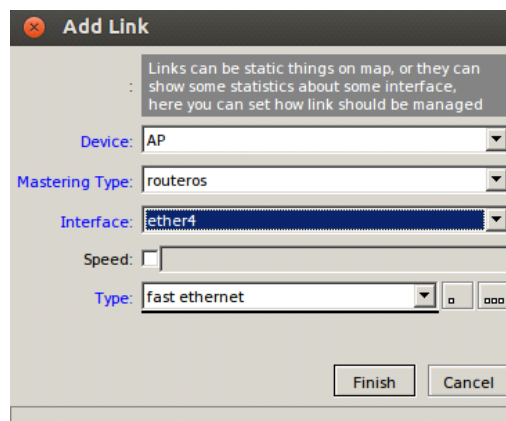 Add Link
Links can be static things on map, or they can
: show some statistics about some interface,
here you can set how link should be managed
Device: AP
Mastering Type: routeros
Interface: ether4
Speed:
Type: fast ethernet
Finish Cancel